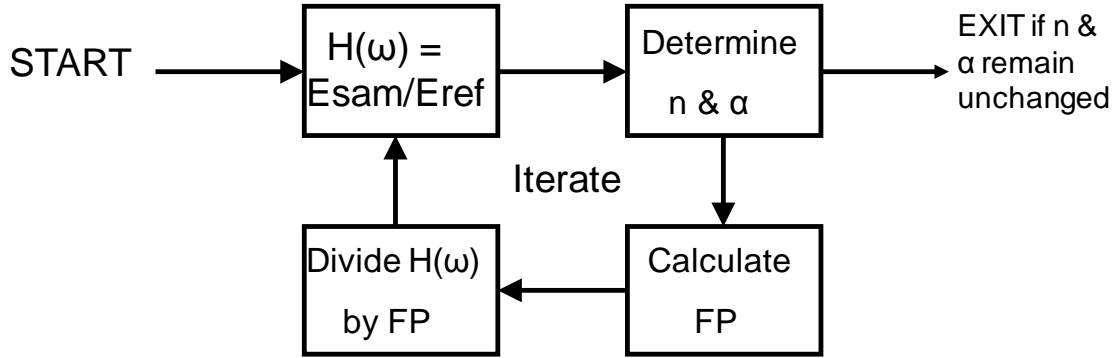 START
H(ω) =
Esam/Eref
Determine
n & α
EXIT if n &
α remain
unchanged
Iterate
Divide H(ω)
by FP
Calculate
FP